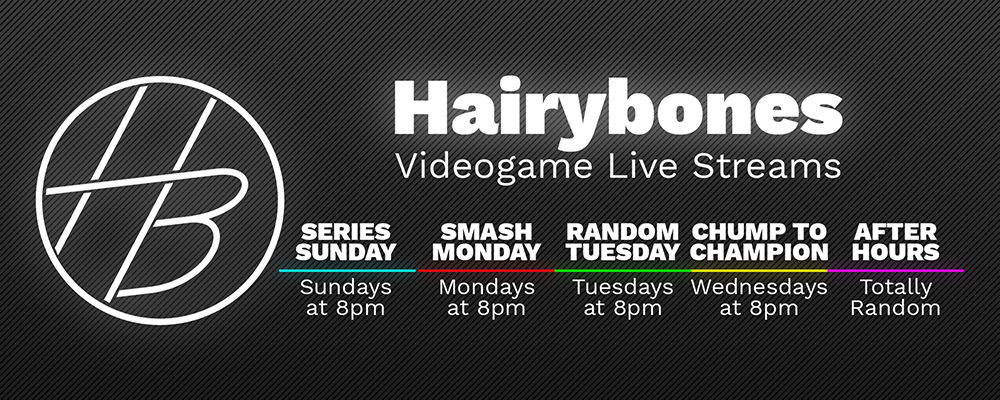 HB
Hairybones
Videogame Live Streams
SERIES
SUNDAY
Sundays
at 8pm
SMASH
MONDAY
Mondays
at 8pm
RANDOM
TUESDAY
Tuesdays
at 8pm
CHUMP TO
CHAMPION
Wednesdays
at 8pm
AFTER
HOURS
Totally
Random